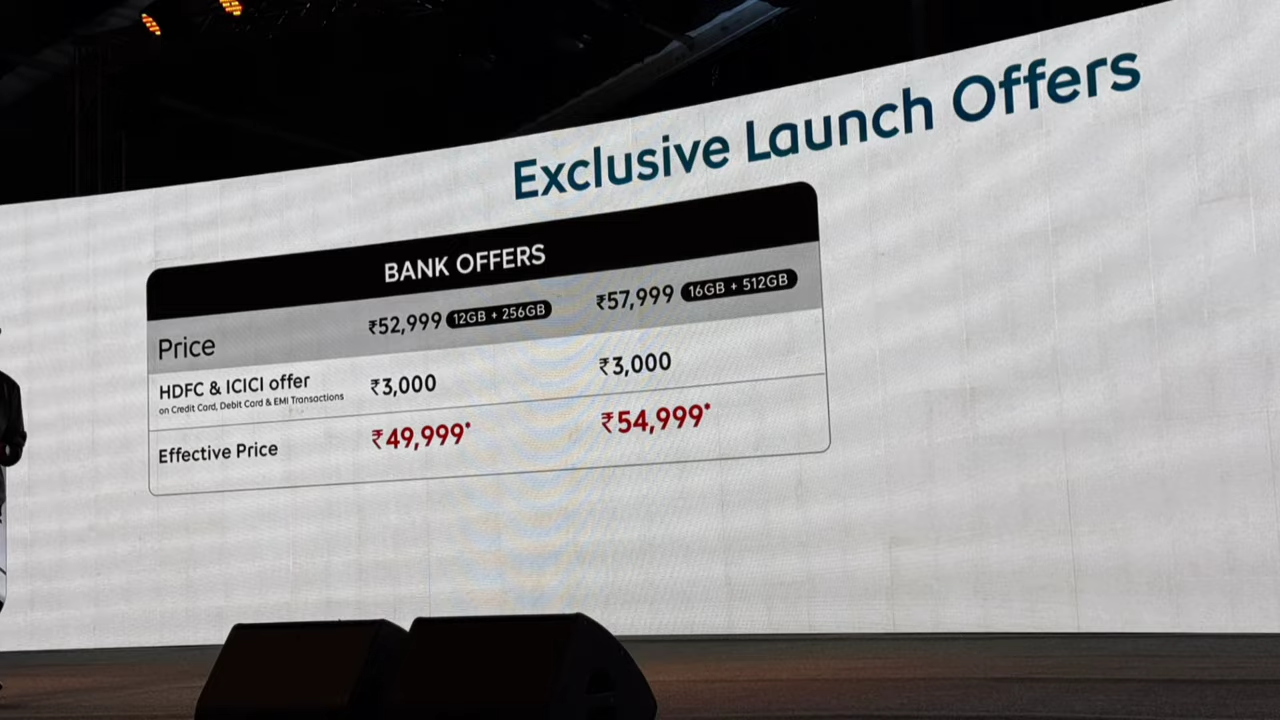 Exclusive Launch Offers
BANK OFFERS
Price ₹52,999 12GB + 256GB ₹57,999 16GB + 512GB
HDFC & ICICI offer ₹3,000 ₹3,000
on Credit Card, Debit Card & EMI Transactions
Effective Price ₹49,999* ₹54,999*